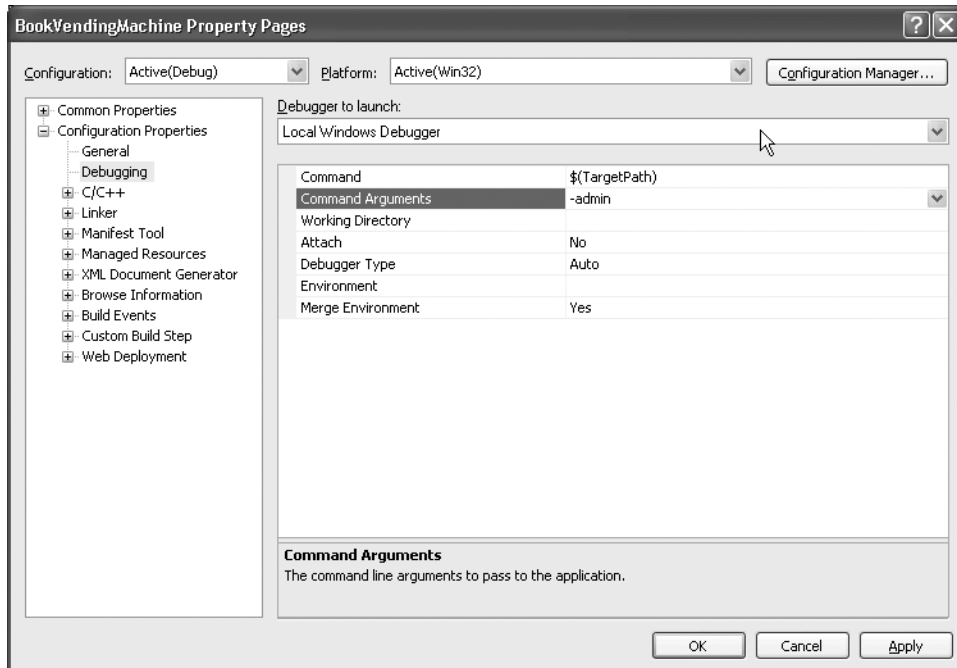 BookVendingMachine Property Pages
Configuration: Active(Debug) Platform: Active(Win32) Configuration Manager...
Common Properties
Configuration Properties
General
Debugging
C/C++
Linker
Manifest Tool
Managed Resources
XML Document Generator
Browse Information
Build Events
Custom Build Step
Web Deployment
Debugger to launch:
Local Windows Debugger
Command $(TargetPath)
Command Arguments -admin
Working Directory
Attach No
Debugger Type Auto
Environment
Merge Environment Yes
Command Arguments
The command line arguments to pass to the application.
OK Cancel Apply